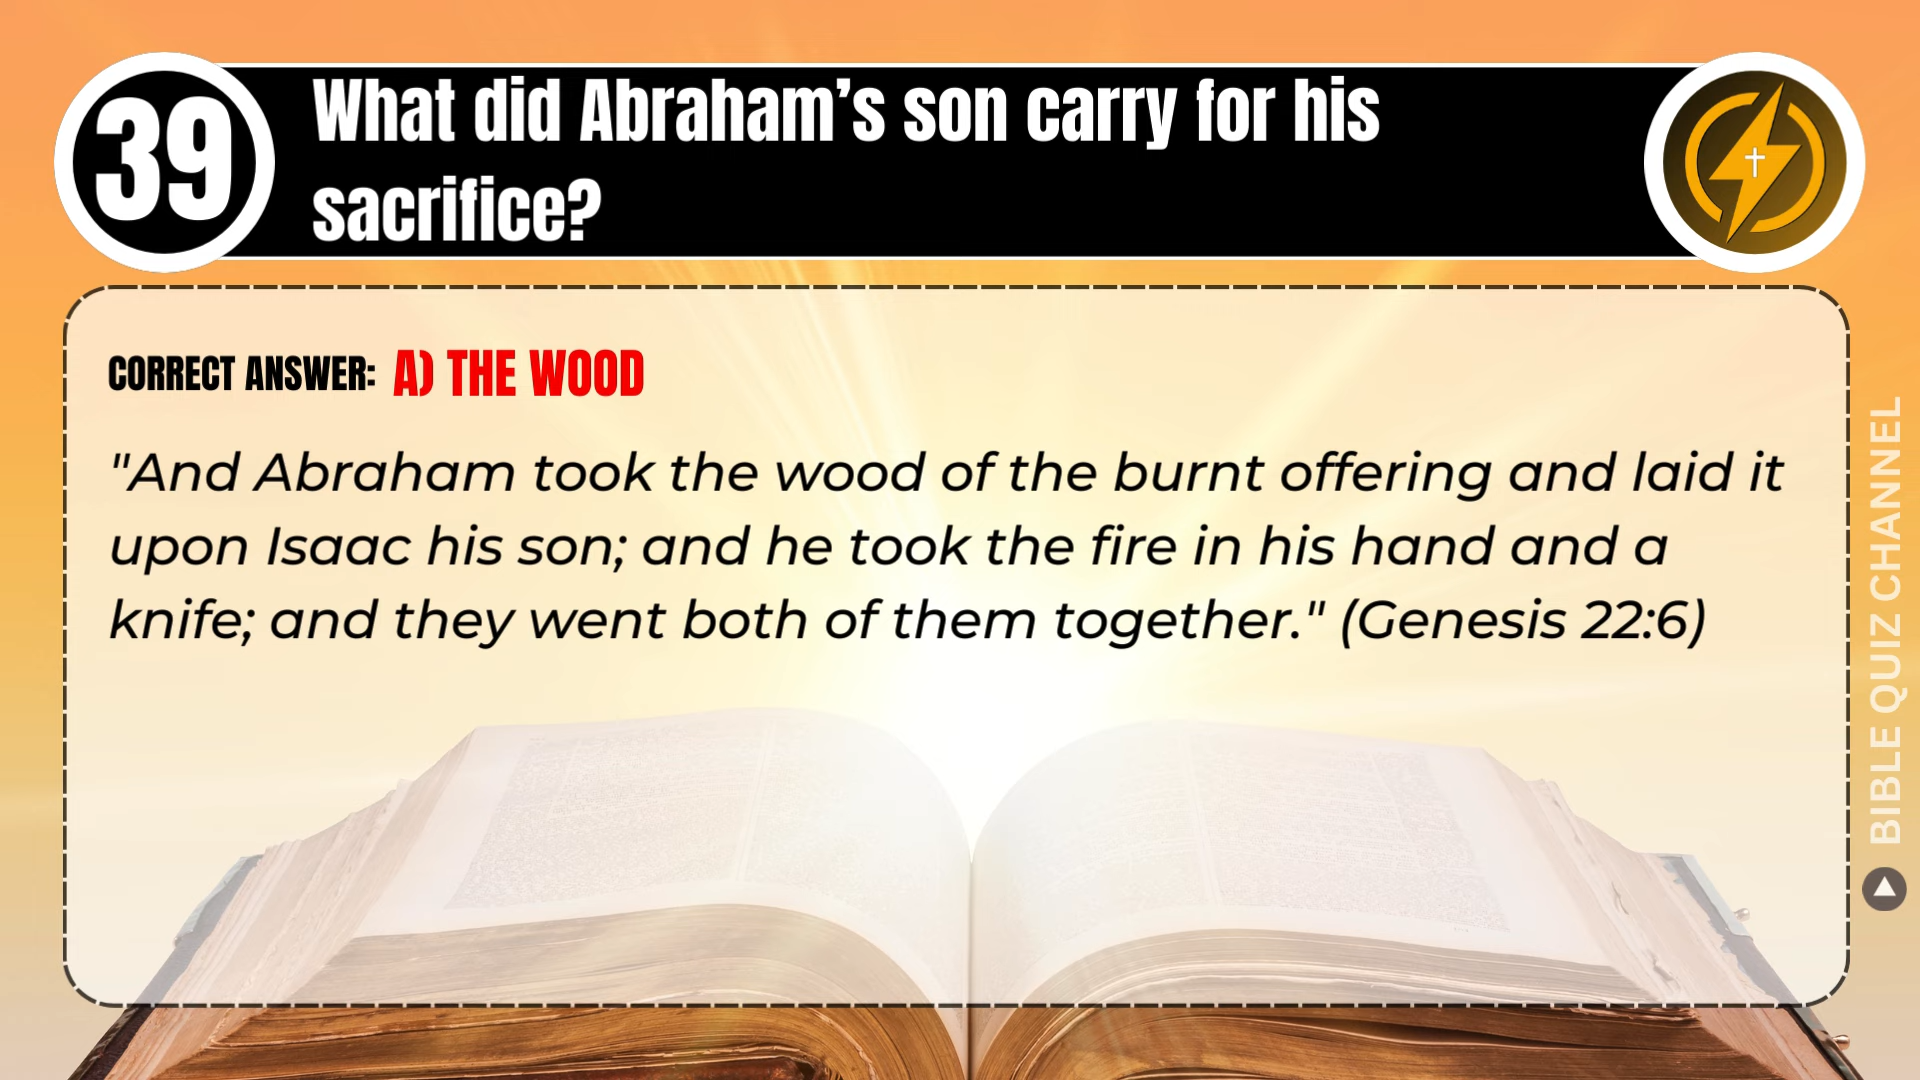 39
What did Abraham’s son carry for his
sacrifice?
CORRECT ANSWER: A) THE WOOD
"And Abraham took the wood of the burnt offering and laid it
upon Isaac his son; and he took the fire in his hand and a
knife; and they went both of them together." (Genesis 22:6)
BIBLE QUIZ CHANNEL